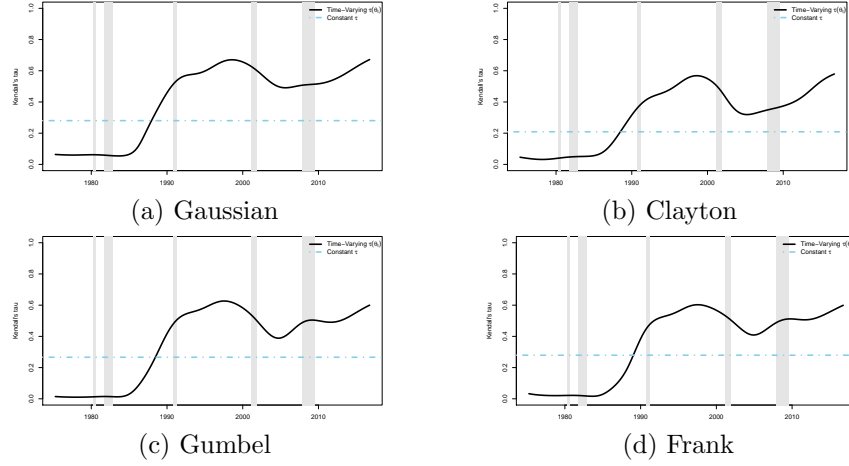 1.0
0.8
0.6
0.4
0.2
0.0
Kendall's tau
Time-Varying τ(θt)
Constant τ
1980 1990 2000 2010
(a) Gaussian
1.0
0.8
0.6
0.4
0.2
0.0
Kendall's tau
Time-Varying τ(θt)
Constant τ
1980 1990 2000 2010
(b) Clayton
1.0
0.8
0.6
0.4
0.2
0.0
Kendall's tau
Time-Varying τ(θt)
Constant τ
1980 1990 2000 2010
(c) Gumbel
1.0
0.8
0.6
0.4
0.2
0.0
Kendall's tau
Time-Varying τ(θt
Constant τ
1980 1990 2000 2010
(d) Frank